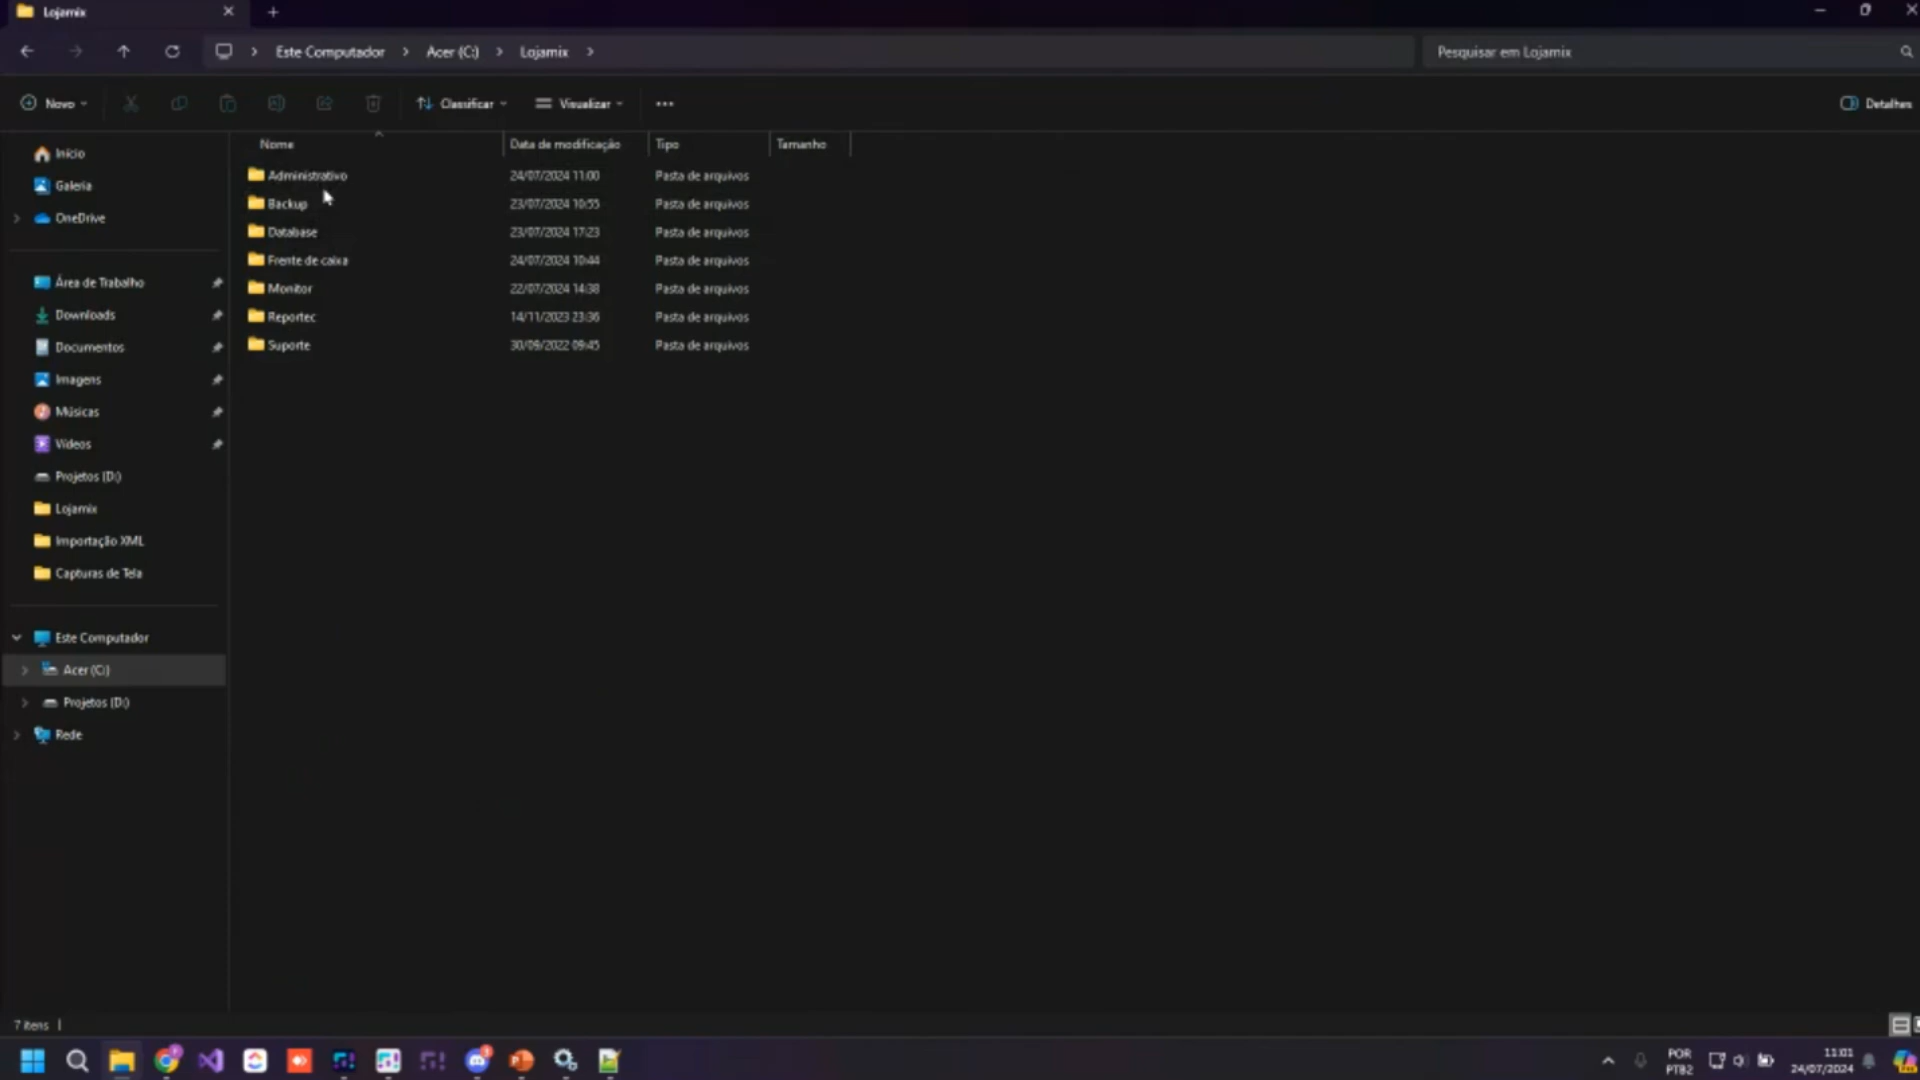 Lojamix
Este Computador > Acer (C:) > Lojamix >
Pesquisar em Lojamix
Novo
Classificar
Visualizar
Detalhes
Nome Data de modificação Tipo Tamanho
Administrativo 24/07/2024 11:00 Pasta de arquivos
Backup 23/07/2024 10:55 Pasta de arquivos
Database 23/07/2024 17:23 Pasta de arquivos
Frente de caixa 24/07/2024 10:44 Pasta de arquivos
Monitor 22/07/2024 14:38 Pasta de arquivos
Reportec 14/11/2023 23:36 Pasta de arquivos
Suporte 30/09/2022 09:45 Pasta de arquivos
Início
Galeria
OneDrive
Área de Trabalho
Downloads
Documentos
Imagens
Músicas
Vídeos
Projetos (D:)
Lojamix
Importação XML
Capturas de Tela
Este Computador
Acer (C:)
Projetos (D:)
Rede
7 itens
POR
PTB2
11:01
24/07/2024